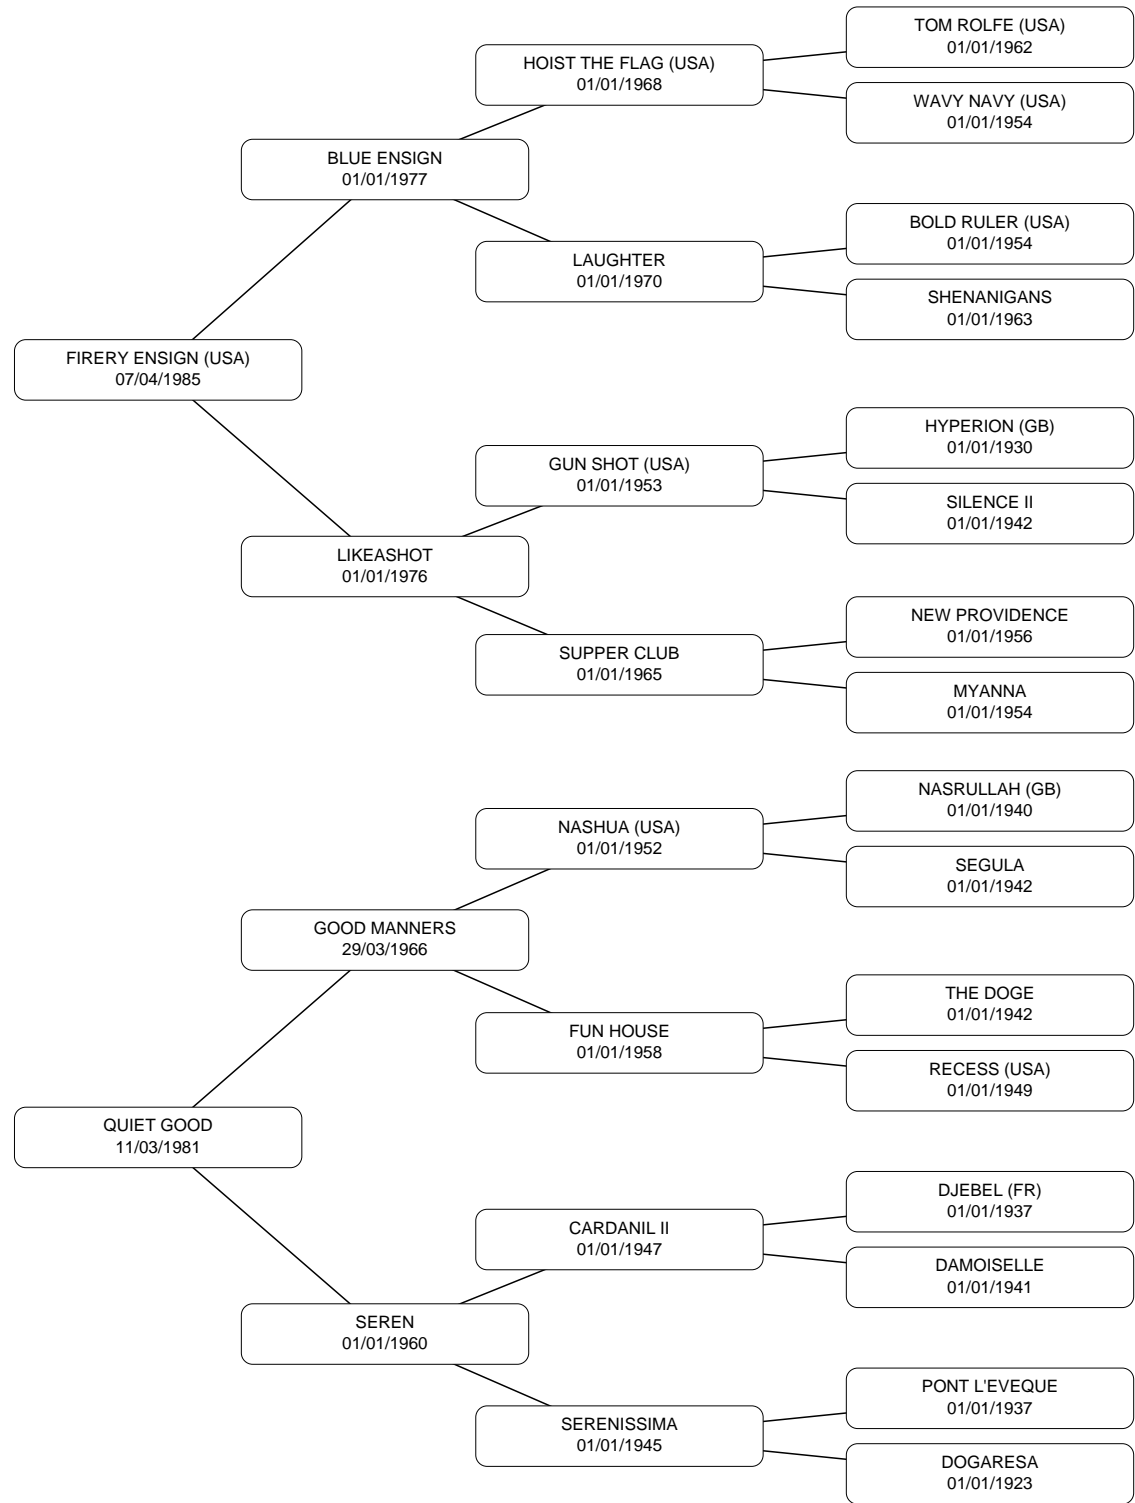 TOM ROLFE (USA)
01/01/1962
HOIST THE FLAG (USA)
01/01/1968
WAVY NAVY (USA)
01/01/1954
BLUE ENSIGN
01/01/1977
BOLD RULER (USA)
01/01/1954
LAUGHTER
01/01/1970
SHENANIGANS
01/01/1963
FIRERY ENSIGN (USA)
07/04/1985
HYPERION (GB)
01/01/1930
GUN SHOT (USA)
01/01/1953
SILENCE II
01/01/1942
LIKEASHOT
01/01/1976
NEW PROVIDENCE
01/01/1956
SUPPER CLUB
01/01/1965
MYANNA
01/01/1954
NASRULLAH (GB)
01/01/1940
NASHUA (USA)
01/01/1952
SEGULA
01/01/1942
GOOD MANNERS
29/03/1966
THE DOGE
01/01/1942
FUN HOUSE
01/01/1958
RECESS (USA)
01/01/1949
QUIET GOOD
11/03/1981
DJEBEL (FR)
01/01/1937
CARDANIL II
01/01/1947
DAMOISELLE
01/01/1941
SEREN
01/01/1960
PONT L'EVEQUE
01/01/1937
SERENISSIMA
01/01/1945
DOGARESA
01/01/1923